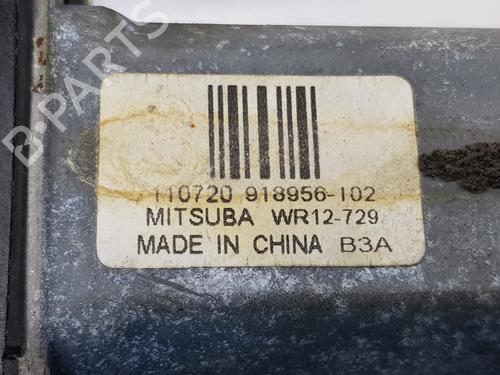 B-PARTS
110720 918956-102
MITSUBA WR12-729
MADE IN CHINA B3A